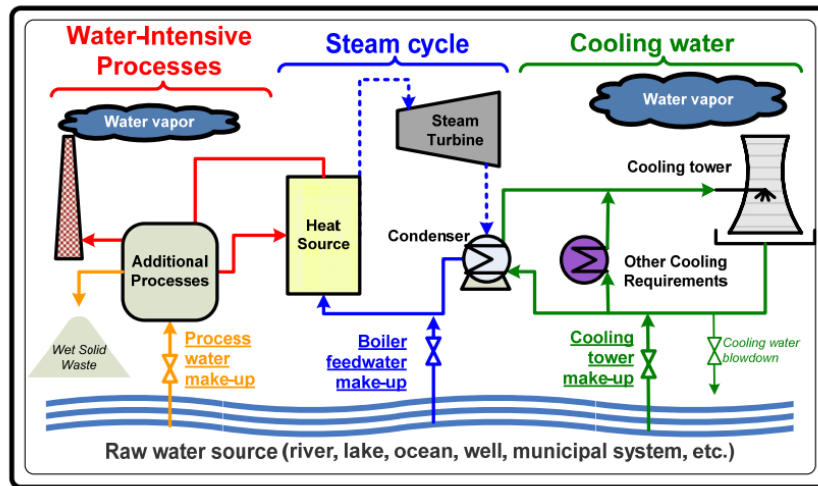 Water-Intensive
Processes
Steam cycle
Cooling water
Water vapor
Water vapor
Steam
Turbine
Cooling tower
Heat
Source
Condenser
Additional
Processes
Other Cooling
Requirements
Wet Solid
Waste
Process
water
make-up
Boiler
feedwater
make-up
Cooling
tower
make-up
Cooling water
blowdown
Raw water source (river, lake, ocean, well, municipal system, etc.)